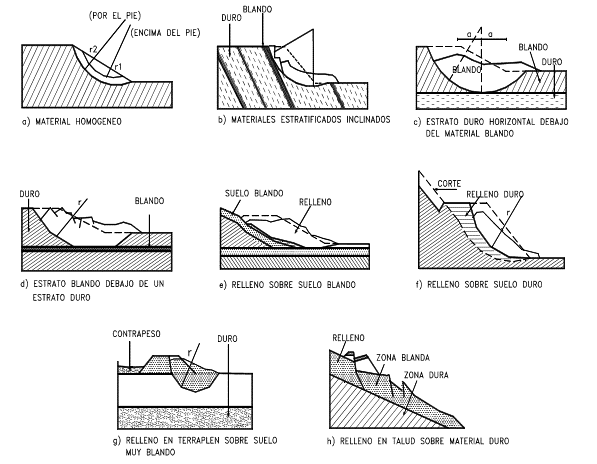 (POR EL PIE)
(ENCIMA DEL PIE)
r2
r1
a) MATERIAL HOMOGENEO
BLANDO
DURO
b) MATERIALES ESTRATIFICADOS INCLINADOS
a a
BLANDO
DURO
BLANDO
c) ESTRATO DURO HORIZONTAL DEBAJO
DEL MATERIAL BLANDO
DURO
r
BLANDO
d) ESTRATO BLANDO DEBAJO DE UN
ESTRATO DURO
SUELO BLANDO
RELLENO
e) RELLENO SOBRE SUELO BLANDO
CORTE
RELLENO DURO
r
f) RELLENO SOBRE SUELO DURO
CONTRAPESO
DURO
r
g) RELLENO EN TERRAPLEN SOBRE SUELO
MUY BLANDO
RELLENO
ZONA BLANDA
ZONA DURA
h) RELLENO EN TALUD SOBRE MATERIAL DURO